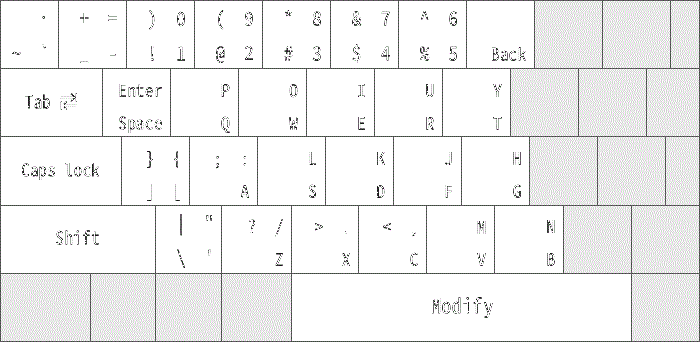 · + = ) 0 ( 9 * 8 & 7 ^ 6
~ ` _ - ! 1 @ 2 # 3 $ 4 % 5 Back
Enter P O I U Y
Tab
Space Q W E R T
} { ; : L K J H
Caps lock
] [ A S D F G
| " ? / > . < , M N
Shift
\ ' Z X C V B
Modify